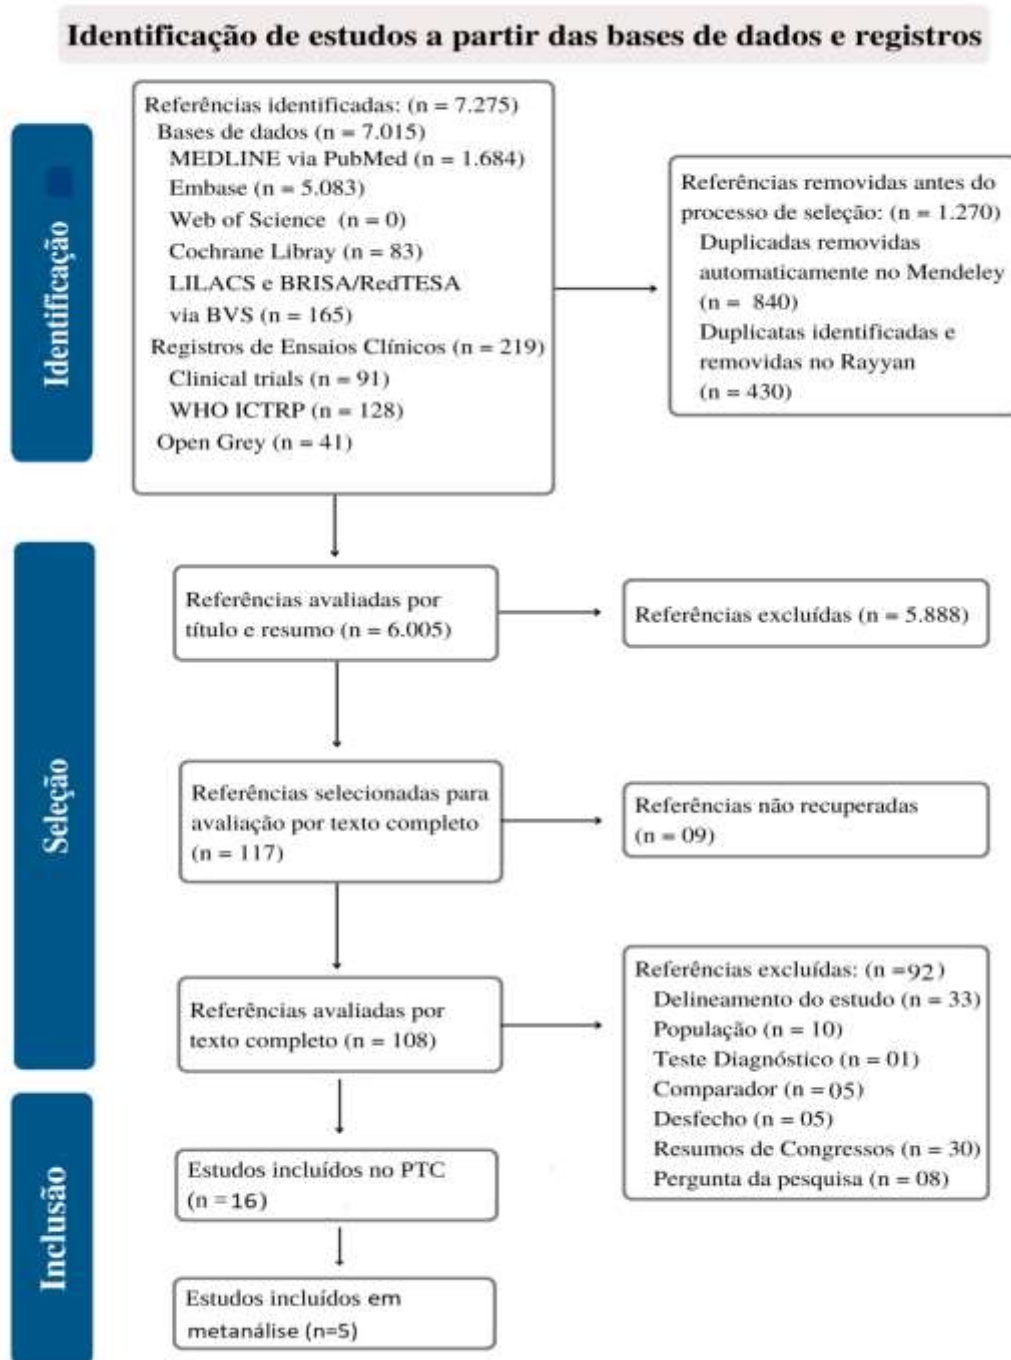 Identificação de estudos a partir das bases de dados e registros
Identificação
Referências identificadas: (n = 7.275)
Bases de dados (n = 7.015)
MEDLINE via PubMed (n = 1.684)
Embase (n = 5.083)
Web of Science (n = 0)
Cochrane Libray (n = 83)
LILACS e BRISA/RedTESA
via BVS (n = 165)
Registros de Ensaios Clínicos (n = 219)
Clinical trials (n = 91)
WHO ICTRP (n = 128)
Open Grey (n = 41)
Referências removidas antes do
processo de seleção: (n = 1.270)
Duplicadas removidas
automaticamente no Mendeley
(n = 840)
Duplicatas identificadas e
removidas no Rayyan
(n = 430)
Seleção
Referências avaliadas por
título e resumo (n = 6.005)
Referências excluídas (n = 5.888)
Referências selecionadas para
avaliação por texto completo
(n = 117)
Referências não recuperadas
(n = 09)
Referências avaliadas por
texto completo (n = 108)
Referências excluídas: (n =92)
Delineamento do estudo (n = 33)
População (n = 10)
Teste Diagnóstico (n = 01)
Comparador (n = 05)
Desfecho (n = 05)
Resumos de Congressos (n = 30)
Pergunta da pesquisa (n = 08)
Inclusão
Estudos incluídos no PTC
(n = 16)
Estudos incluídos em
metanálise (n=5)